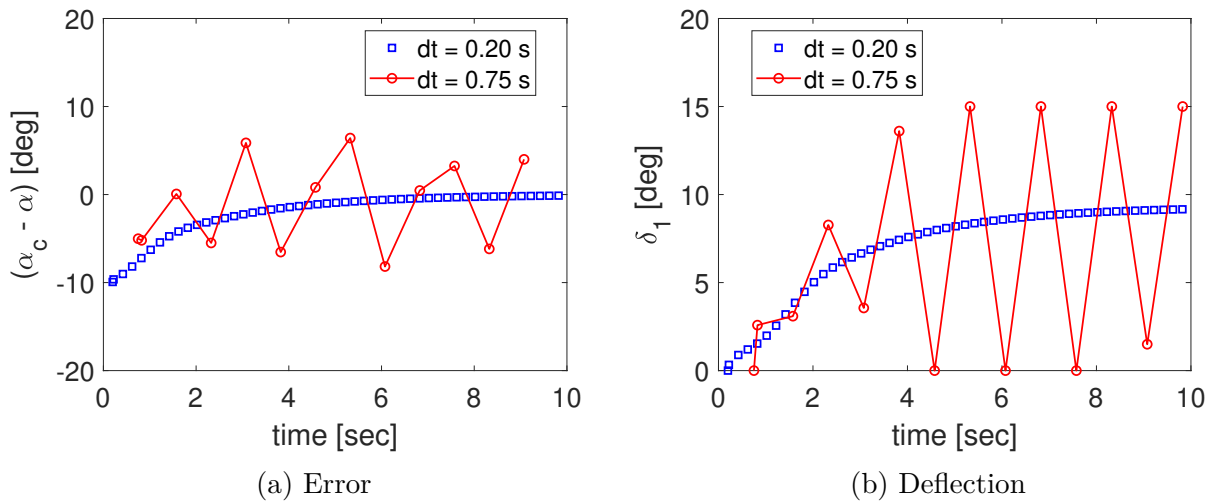 20
10
0
-10
-20
(α_c - α) [deg]
dt = 0.20 s
dt = 0.75 s
0 2 4 6 8 10
time [sec]
(a) Error
20
15
10
5
0
δ_1 [deg]
dt = 0.20 s
dt = 0.75 s
0 2 4 6 8 10
time [sec]
(b) Deflection